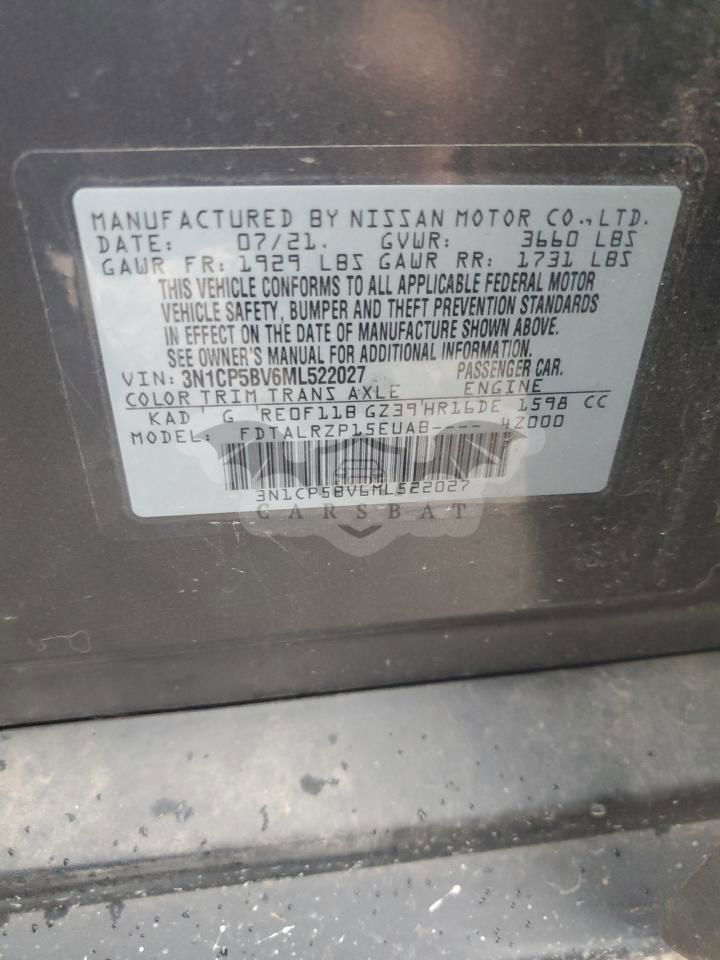 MANUFACTURED BY NISSAN MOTOR CO.,LTD.
DATE: 07/21. GVWR: 3660 LBS
GAWR FR: 1929 LBS GAWR RR: 1731 LBS
THIS VEHICLE CONFORMS TO ALL APPLICABLE FEDERAL MOTOR
VEHICLE SAFETY, BUMPER AND THEFT PREVENTION STANDARDS
IN EFFECT ON THE DATE OF MANUFACTURE SHOWN ABOVE.
SEE OWNER'S MANUAL FOR ADDITIONAL INFORMATION
VIN: 3N1CP5BV6ML522027 PASSENGER CAR.
COLOR TRIM TRANS AXLE ENGINE
KAD G RE0F11B GZ39 HR16DE 1598 CC
MODEL: FDTALRZP15EUAB---- 4Z000
3N1CP5BV6ML522027
CARSBAT